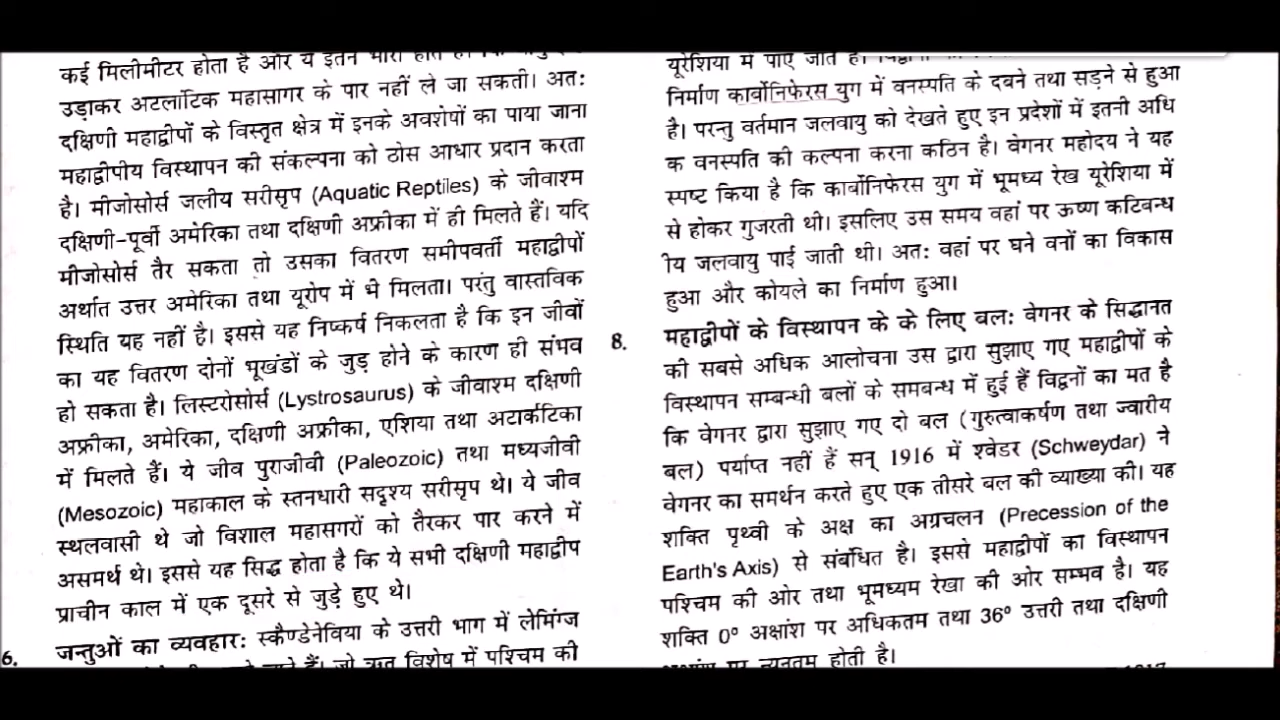 कई मिलीमीटर होता है और ये इतने भारी होते हैं कि
उड़ाकर अटलांटिक महासागर के पार नहीं ले जा सकती। अतः
दक्षिणी महाद्वीपों के विस्तृत क्षेत्र में इनके अवशेषों का पाया जाना
महाद्वीपीय विस्थापन की संकल्पना को ठोस आधार प्रदान करता
है। मीजोसोर्स जलीय सरीसृप (Aquatic Reptiles) के जीवाश्म
दक्षिणी-पूर्वी अमेरिका तथा दक्षिणी अफ्रीका में ही मिलते हैं। यदि
मीजोसोर्स तैर सकता तो उसका वितरण समीपवर्ती महाद्वीपों
अर्थात उत्तर अमेरिका तथा यूरोप में भे मिलता। परंतु वास्तविक
स्थिति यह नहीं है। इससे यह निष्कर्ष निकलता है कि इन जीवों
का यह वितरण दोनों भूखंडों के जुड़ होने के कारण ही संभव
हो सकता है। लिस्टरोसोर्स (Lystrosaurus) के जीवाश्म दक्षिणी
अफ्रीका, अमेरिका, दक्षिणी अफ्रीका, एशिया तथा अटार्कटिका
में मिलते हैं। ये जीव पुराजीवी (Paleozoic) तथा मध्यजीवी
(Mesozoic) महाकाल के स्तनधारी सदृश्य सरीसृप थे। ये जीव
स्थलवासी थे जो विशाल महासगरों को तैरकर पार करने में
असमर्थ थे। इससे यह सिद्ध होता है कि ये सभी दक्षिणी महाद्वीप
प्राचीन काल में एक दूसरे से जुड़े हुए थे।
6. जन्तुओं का व्यवहार: स्कैण्डेनेविया के उत्तरी भाग में लेमिंग्ज
जो ऋतु विशेष में पश्चिम की
यूरेशिया में पाए जाते हैं।
निर्माण कार्बोनिफेरस युग में वनस्पति के दबने तथा सड़ने से हुआ
है। परन्तु वर्तमान जलवायु को देखते हुए इन प्रदेशों में इतनी अधि
क वनस्पति की कल्पना करना कठिन है। वेगनर महोदय ने यह
स्पष्ट किया है कि कार्बोनिफेरस युग में भूमध्य रेख यूरेशिया में
से होकर गुजरती थी। इसलिए उस समय वहां पर ऊष्ण कटिबन्ध
ीय जलवायु पाई जाती थी। अतः वहां पर घने वनों का विकास
हुआ और कोयले का निर्माण हुआ।
8. महाद्वीपों के विस्थापन के के लिए बलः वेगनर के सिद्धानत
की सबसे अधिक आलोचना उस द्वारा सुझाए गए महाद्वीपों के
विस्थापन सम्बन्धी बलों के समबन्ध में हुई हैं विद्वनों का मत है
कि वेगनर द्वारा सुझाए गए दो बल (गुरुत्वाकर्षण तथा ज्वारीय
बल) पर्याप्त नहीं हैं सन् 1916 में श्वेडर (Schweydar) ने
वेगनर का समर्थन करते हुए एक तीसरे बल की व्याख्या की। यह
शक्ति पृथ्वी के अक्ष का अग्रचलन (Precession of the
Earth's Axis) से संबंधित है। इससे महाद्वीपों का विस्थापन
पश्चिम की ओर तथा भूमध्यम रेखा की ओर सम्भव है। यह
शक्ति 0° अक्षांश पर अधिकतम तथा 36° उत्तरी तथा दक्षिणी
अक्षांश पर न्यूनतम होती है।